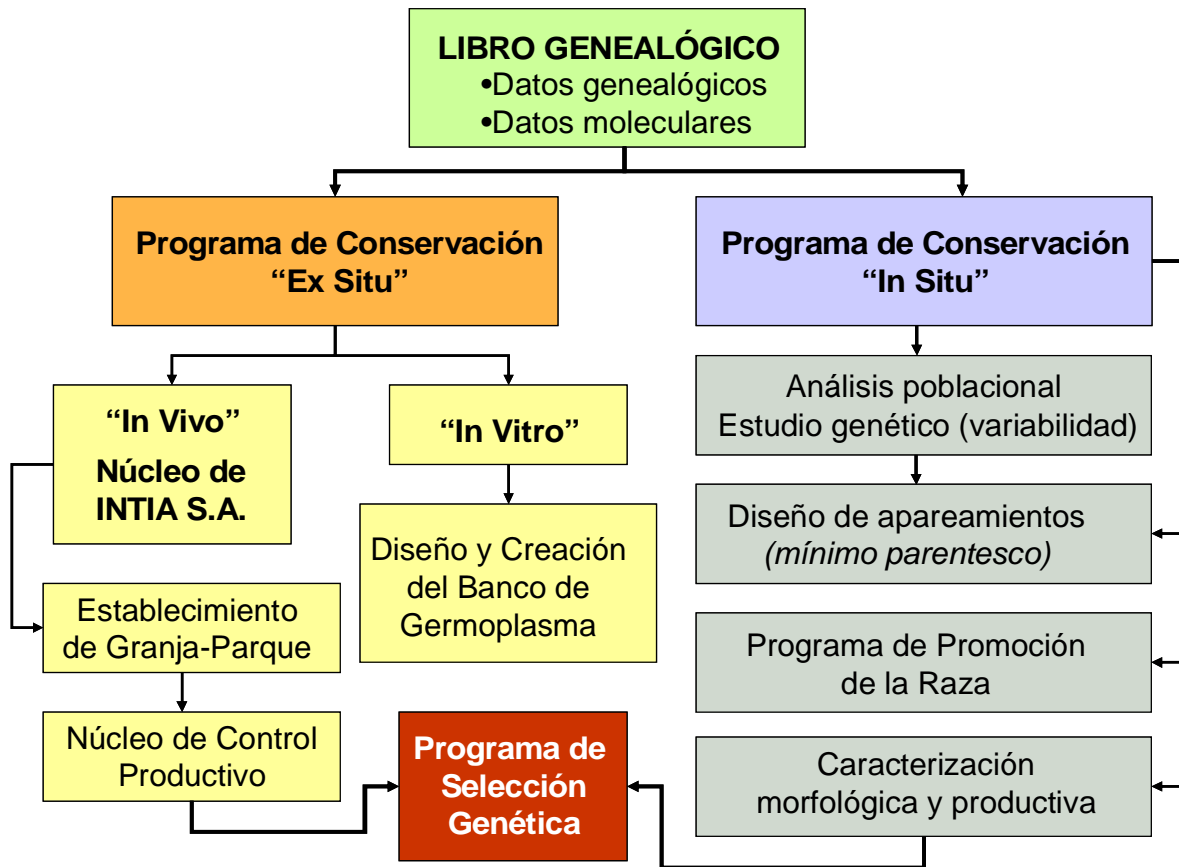 LIBRO GENEALÓGICO
•Datos genealógicos
•Datos moleculares
Programa de Conservación
“Ex Situ”
Programa de Conservación
“In Situ”
“In Vivo”
Núcleo de
INTIA S.A.
“In Vitro”
Análisis poblacional
Estudio genético (variabilidad)
Diseño y Creación
del Banco de
Germoplasma
Diseño de apareamientos
(mínimo parentesco)
Establecimiento
de Granja-Parque
Programa de Promoción
de la Raza
Núcleo de Control
Productivo
Programa de
Selección
Genética
Caracterización
morfológica y productiva